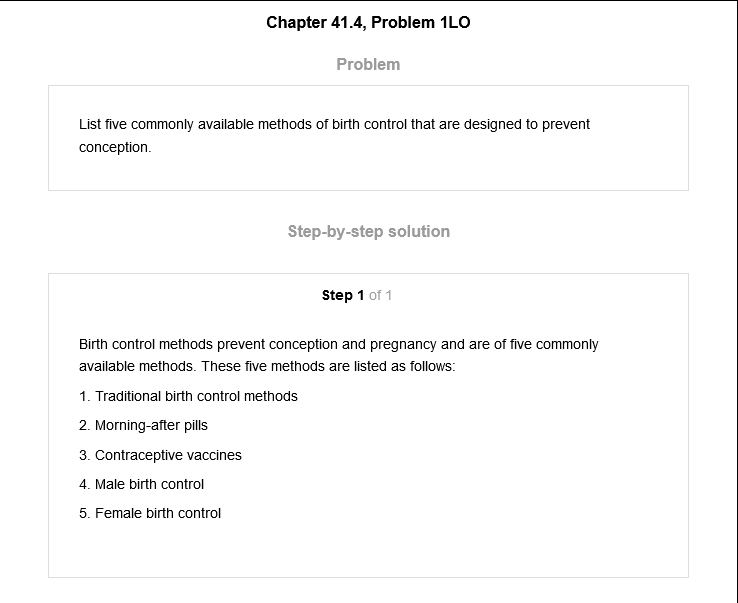 Chapter 41.4, Problem 1LO
Problem
List five commonly available methods of birth control that are designed to prevent
conception.
Step-by-step solution
Step 1 of 1
Birth control methods prevent conception and pregnancy and are of five commonly
available methods. These five methods are listed as follows:
1. Traditional birth control methods
2. Morning-after pills
3. Contraceptive vaccines
4. Male birth control
5. Female birth control